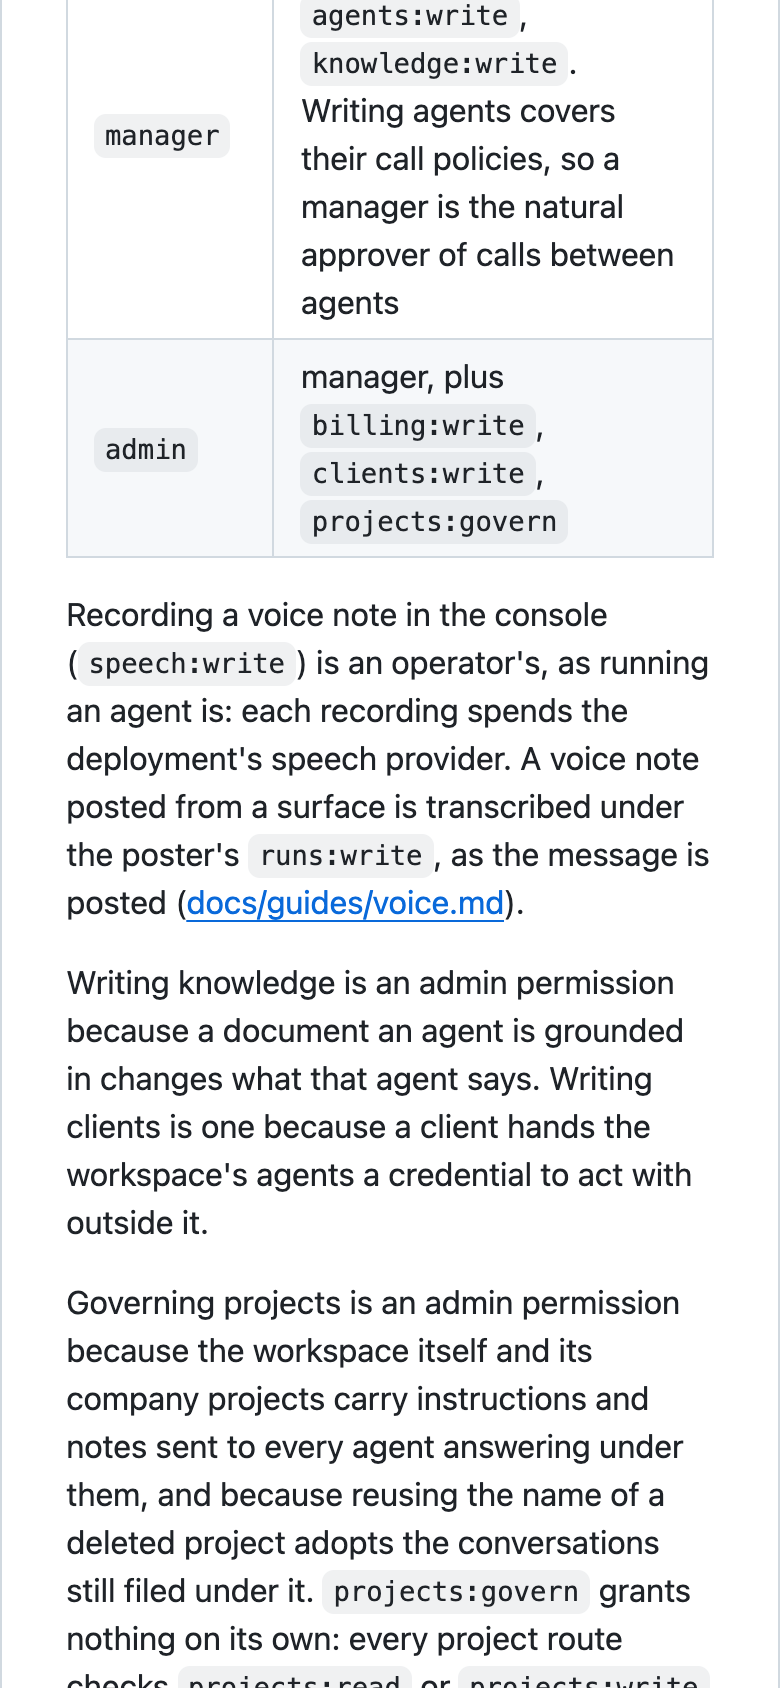 agents:write,
knowledge:write.
manager
Writing agents covers
their call policies, so a
manager is the natural
approver of calls between
agents
admin
manager, plus
billing:write,
clients:write,
projects:govern
Recording a voice note in the console
(speech:write) is an operator's, as running
an agent is: each recording spends the
deployment's speech provider. A voice note
posted from a surface is transcribed under
the poster's runs:write, as the message is
posted (docs/guides/voice.md).
Writing knowledge is an admin permission
because a document an agent is grounded
in changes what that agent says. Writing
clients is one because a client hands the
workspace's agents a credential to act with
outside it.
Governing projects is an admin permission
because the workspace itself and its
company projects carry instructions and
notes sent to every agent answering under
them, and because reusing the name of a
deleted project adopts the conversations
still filed under it. projects:govern grants
nothing on its own: every project route
checks projects:read or projects:write